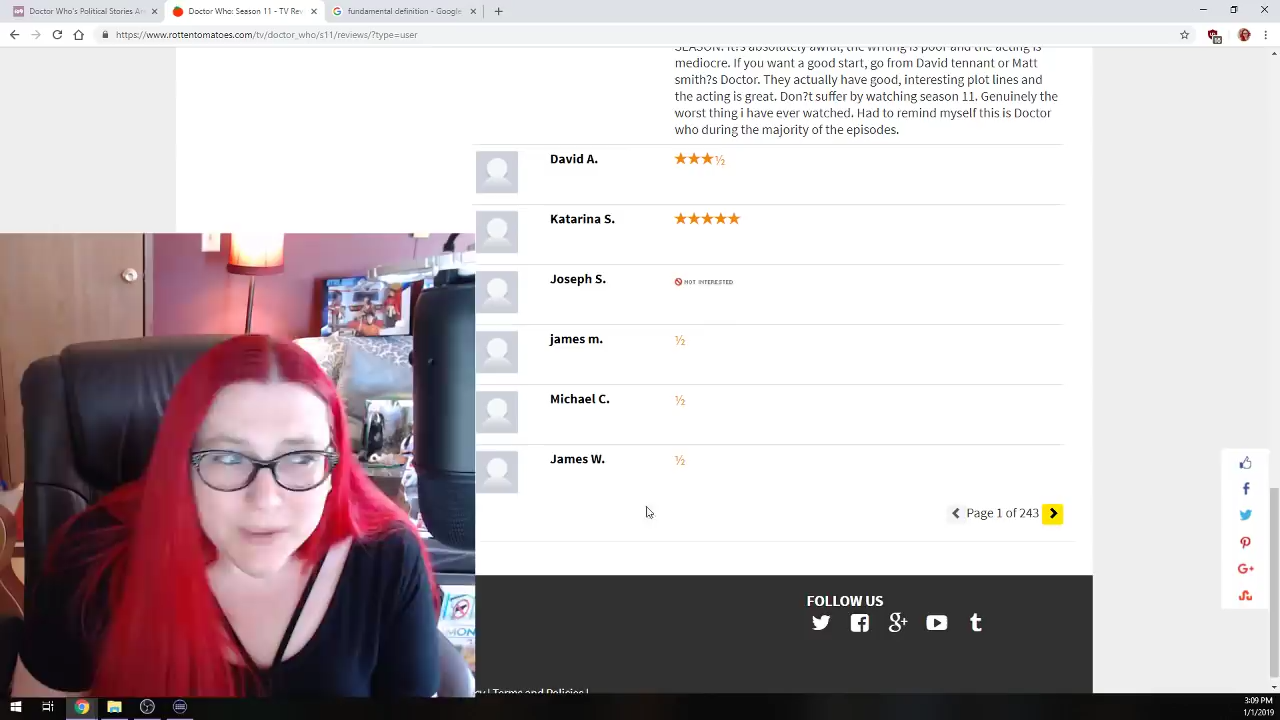 Doctor Who's Political Stories Ar
Doctor Who: Season 11 - TV Rev
fundamental definition - Google
https://www.rottentomatoes.com/tv/doctor_who/s11/reviews/?type=user
SEASON. It's absolutely awful, the writing is poor and the acting is
mediocre. If you want a good start, go from David tennant or Matt
smith?s Doctor. They actually have good, interesting plot lines and
the acting is great. Don?t suffer by watching season 11. Genuinely the
worst thing i have ever watched. Had to remind myself this is Doctor
who during the majority of the episodes.
David A.
★★★½
Katarina S.
★★★★★
Joseph S.
NOT INTERESTED
james m.
½
Michael C.
½
James W.
½
Page 1 of 243
FOLLOW US
Terms and Policies |
3:09 PM
1/1/2019